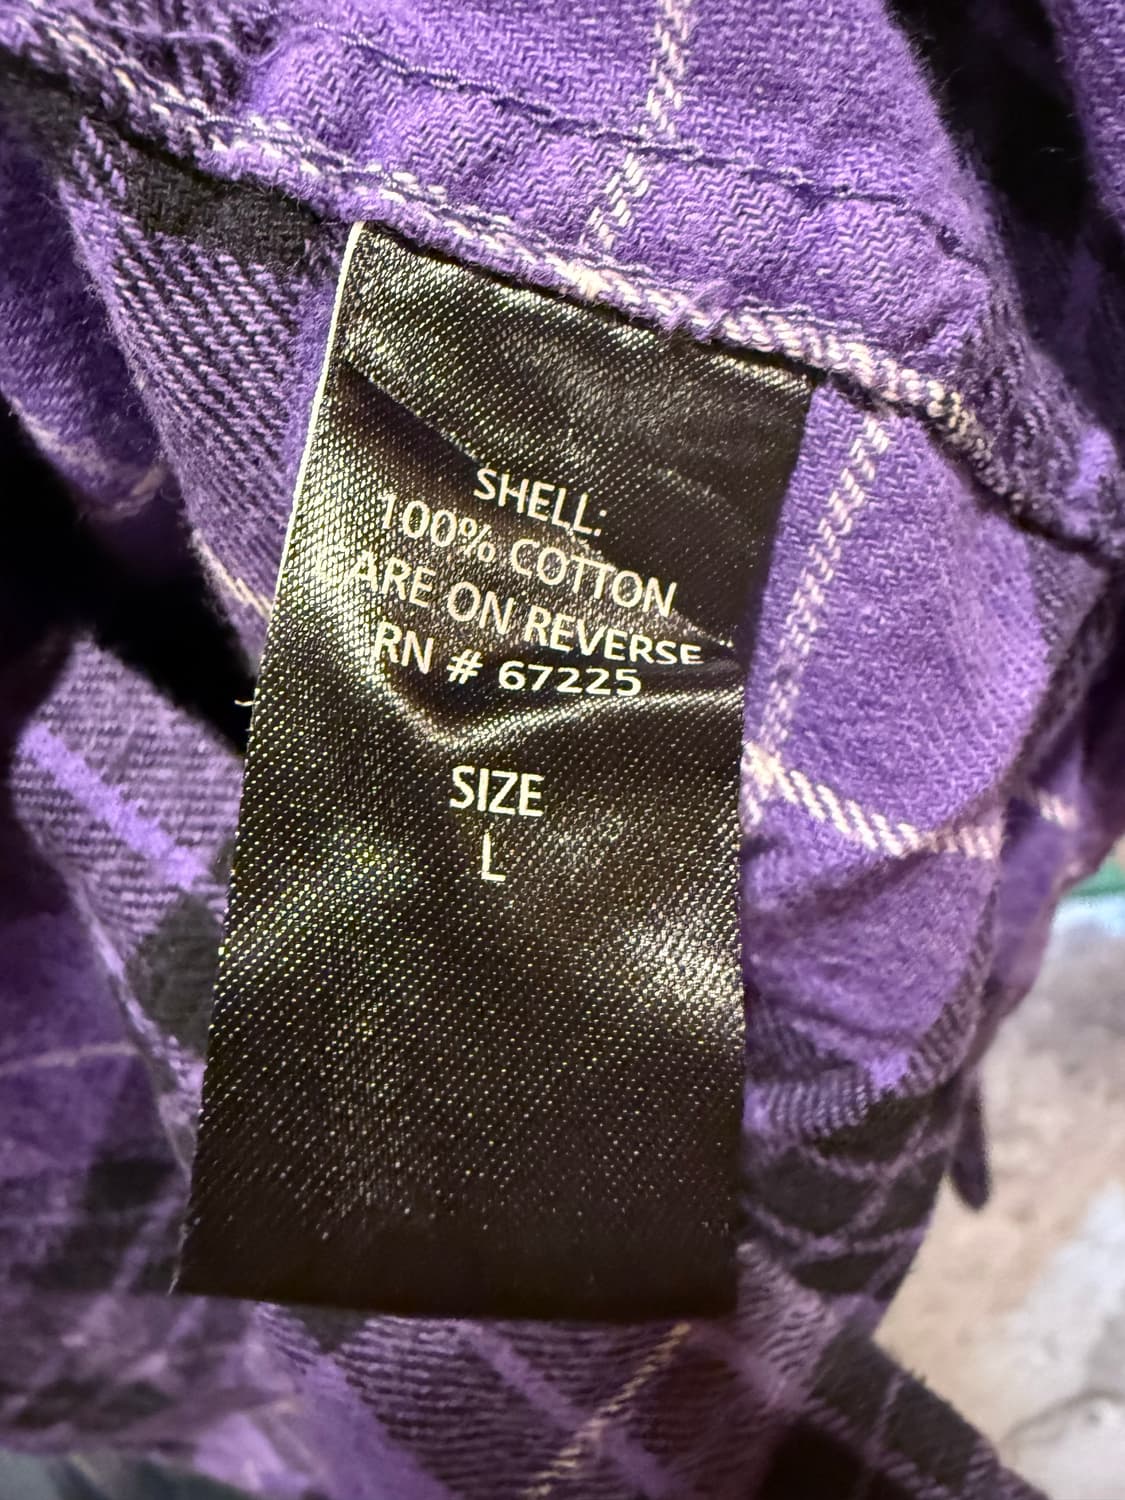 SHELL:
100% COTTON
CARE ON REVERSE
RN # 67225
SIZE
L